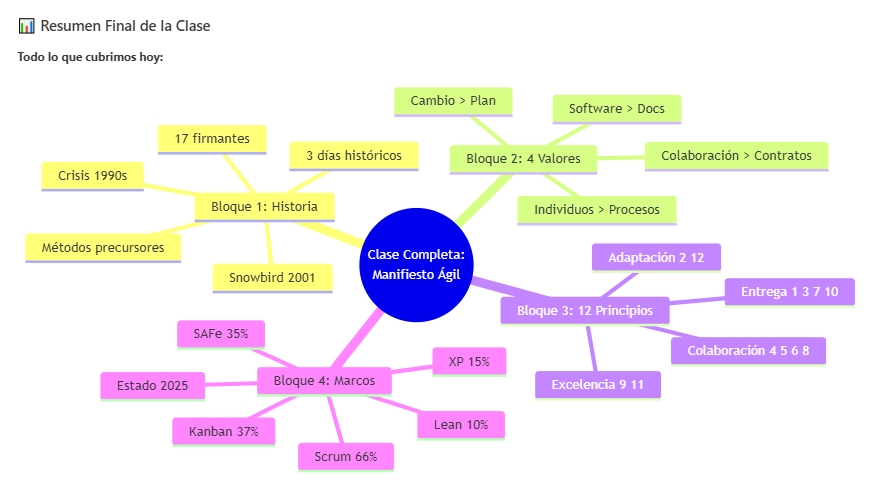 📊 Resumen Final de la Clase
Todo lo que cubrimos hoy:
Clase Completa:
Manifiesto Ágil
Bloque 1: Historia
Crisis 1990s
17 firmantes
3 días históricos
Métodos precursores
Snowbird 2001
Bloque 2: 4 Valores
Cambio > Plan
Software > Docs
Colaboración > Contratos
Individuos > Procesos
Bloque 3: 12 Principios
Adaptación 2 12
Entrega 1 3 7 10
Colaboración 4 5 6 8
Excelencia 9 11
Bloque 4: Marcos
SAFe 35%
Estado 2025
Kanban 37%
Scrum 66%
Lean 10%
XP 15%